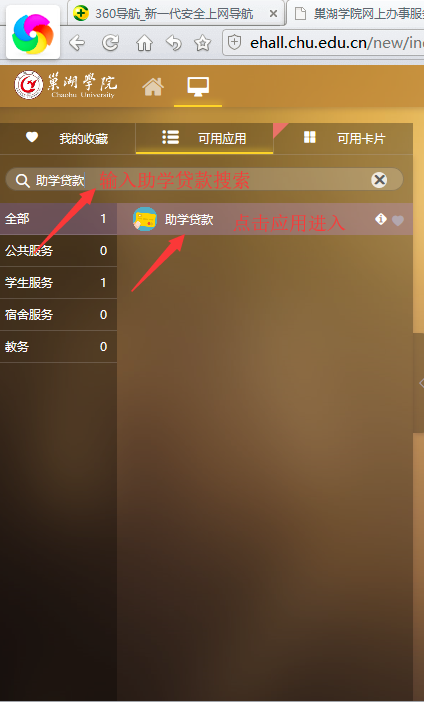 360导航_新一代安全上网导航
巢湖学院网上办事服
ehall.chu.edu.cn/new/in
巢湖学院
Chaohu University
我的收藏
可用应用
可用卡片
助学贷款 输入助学贷款搜索
全部 1
公共服务 0
学生服务 1
宿舍服务 0
教务 0
助学贷款 点击应用进入